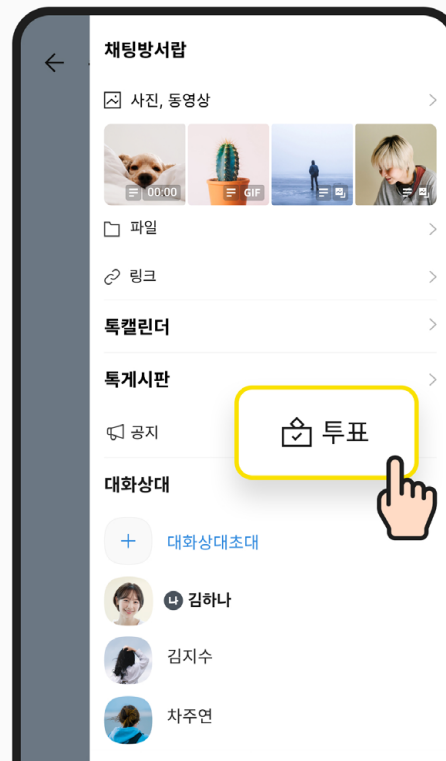 채팅방서랍
사진, 동영상
00:00
GIF
파일
링크
톡캘린더
톡게시판
공지
투표
대화상대
대화상대초대
나 김하나
김지수
차주연